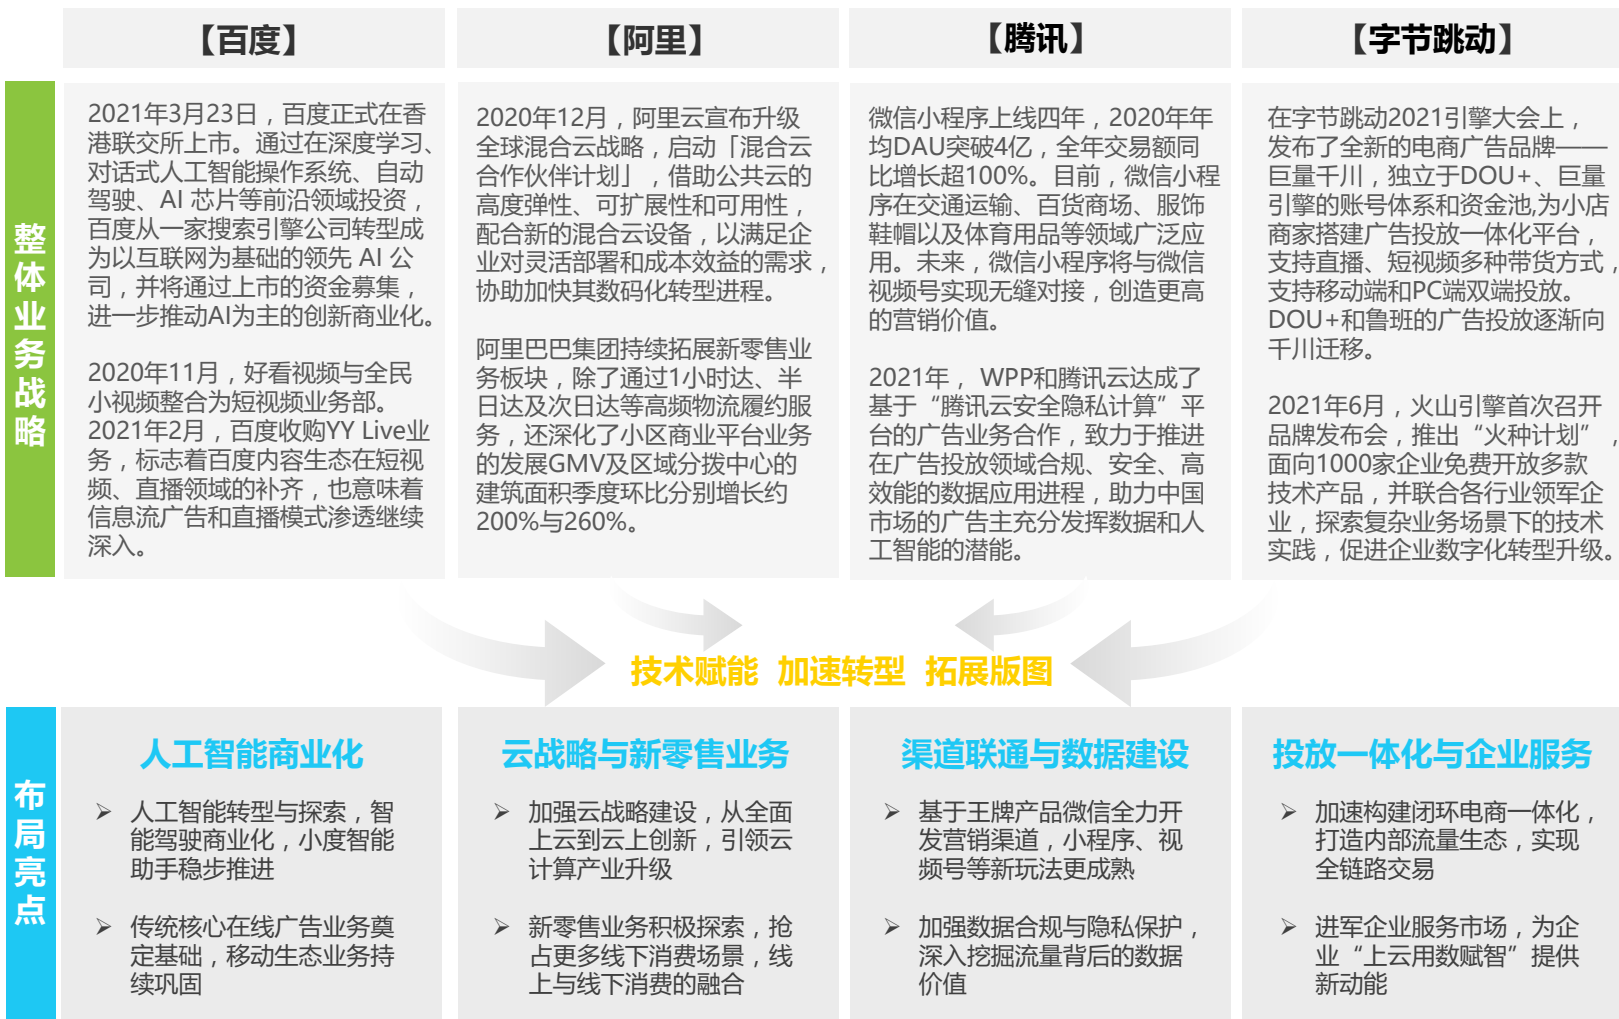 【百度】
【阿里】
【腾讯】
【字节跳动】
整体业务战略
2021年3月23日，百度正式在香
港联交所上市。通过在深度学习、
对话式人工智能操作系统、自动
驾驶、AI 芯片等前沿领域投资，
百度从一家搜索引擎公司转型成
为以互联网为基础的领先 AI 公
司，并将通过上市的资金募集，
进一步推动AI为主的创新商业化。
2020年11月，好看视频与全民
小视频整合为短视频业务部。
2021年2月，百度收购YY Live业
务，标志着百度内容生态在短视
频、直播领域的补齐，也意味着
信息流广告和直播模式渗透继续
深入。
2020年12月，阿里云宣布升级
全球混合云战略，启动「混合云
合作伙伴计划」，借助公共云的
高度弹性、可扩展性和可用性，
配合新的混合云设备，以满足企
业对灵活部署和成本效益的需求，
协助加快其数码化转型进程。
阿里巴巴集团持续拓展新零售业
务板块，除了通过1小时达、半
日达及次日达等高频物流履约服
务，还深化了小区商业平台业务
的发展GMV及区域分拨中心的
建筑面积季度环比分别增长约
200%与260%。
微信小程序上线四年，2020年年
均DAU突破4亿，全年交易额同
比增长超100%。目前，微信小程
序在交通运输、百货商场、服饰
鞋帽以及体育用品等领域广泛应
用。未来，微信小程序将与微信
视频号实现无缝对接，创造更高
的营销价值。
2021年， WPP和腾讯云达成了
基于“腾讯云安全隐私计算”平
台的广告业务合作，致力于推进
在广告投放领域合规、安全、高
效能的数据应用进程，助力中国
市场的广告主充分发挥数据和人
工智能的潜能。
在字节跳动2021引擎大会上，
发布了全新的电商广告品牌——
巨量千川，独立于DOU+、巨量
引擎的账号体系和资金池,为小店
商家搭建广告投放一体化平台，
支持直播、短视频多种带货方式，
支持移动端和PC端双端投放。
DOU+和鲁班的广告投放逐渐向
千川迁移。
2021年6月，火山引擎首次召开
品牌发布会，推出“火种计划”，
面向1000家企业免费开放多款
技术产品，并联合各行业领军企
业，探索复杂业务场景下的技术
实践，促进企业数字化转型升级。
技术赋能 加速转型 拓展版图
布局亮点
人工智能商业化
➢ 人工智能转型与探索，智
能驾驶商业化，小度智能
助手稳步推进
➢ 传统核心在线广告业务奠
定基础，移动生态业务持
续巩固
云战略与新零售业务
➢ 加强云战略建设，从全面
上云到云上创新，引领云
计算产业升级
➢ 新零售业务积极探索，抢
占更多线下消费场景，线
上与线下消费的融合
渠道联通与数据建设
➢ 基于王牌产品微信全力开
发营销渠道，小程序、视
频号等新玩法更成熟
➢ 加强数据合规与隐私保护，
深入挖掘流量背后的数据
价值
投放一体化与企业服务
➢ 加速构建闭环电商一体化，
打造内部流量生态，实现
全链路交易
➢ 进军企业服务市场，为企
业“上云用数赋智”提供
新动能